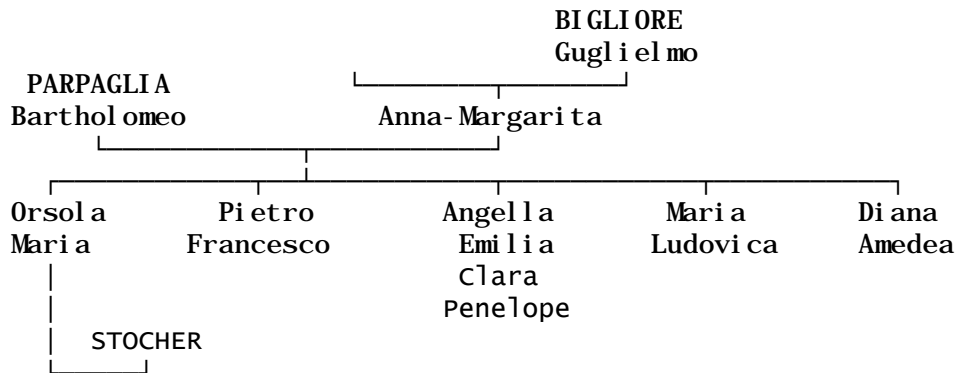 BIGLIORE
Guglielmo
PARPAGLIA
Bartholomeo Anna-Margarita
Orsola Pietro Angella Maria Diana
Maria Francesco Emilia Ludovica Amedea
Clara
Penelope
STOCHER